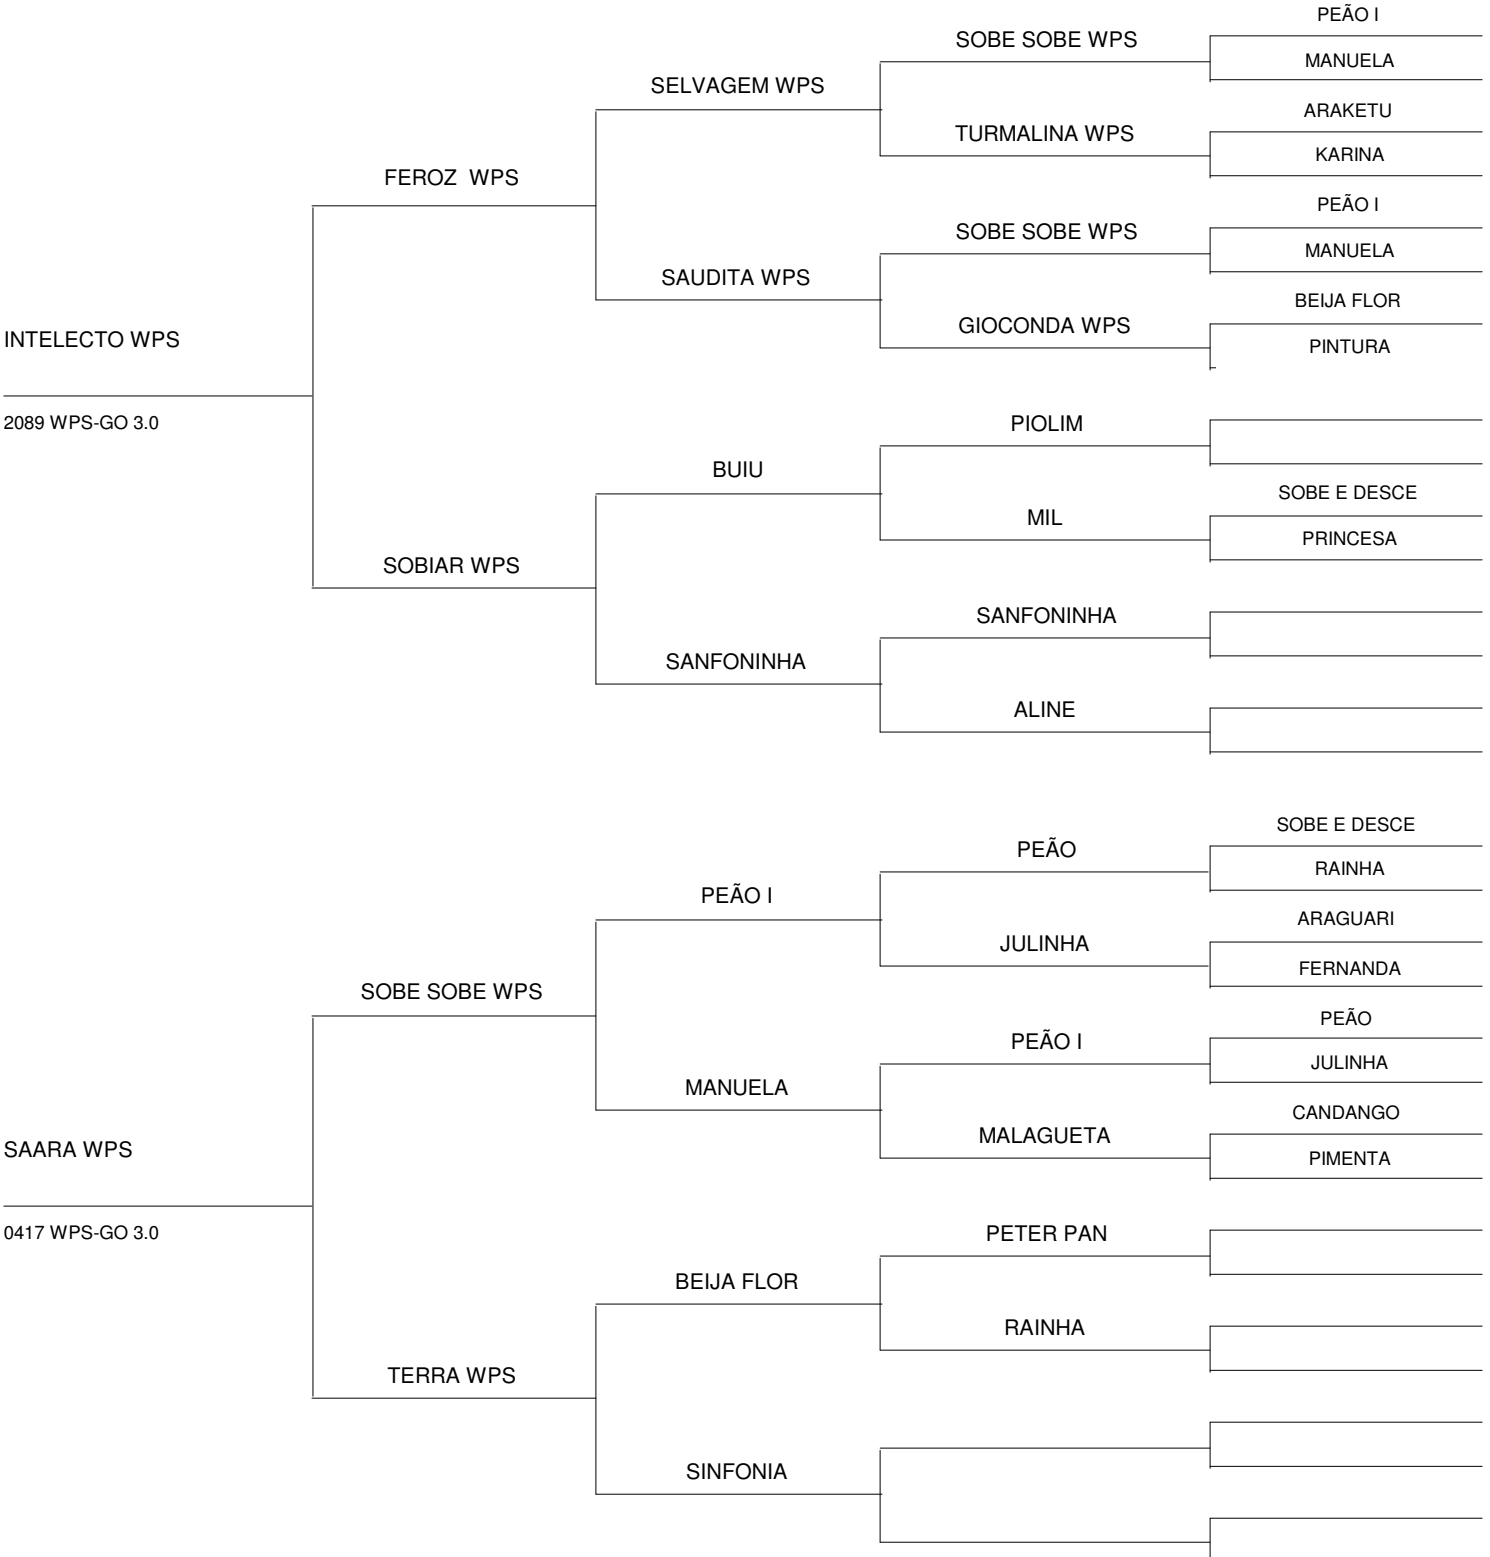 PEÃO I
SOBE SOBE WPS
MANUELA
SELVAGEM WPS
ARAKETU
TURMALINA WPS
KARINA
FEROZ  WPS
PEÃO I
SOBE SOBE WPS
MANUELA
SAUDITA WPS
BEIJA FLOR
GIOCONDA WPS
PINTURA
INTELECTO WPS
2089 WPS-GO 3.0
PIOLIM
BUIU
SOBE E DESCE
MIL
PRINCESA
SOBIAR WPS
SANFONINHA
SANFONINHA
ALINE
SOBE E DESCE
PEÃO
RAINHA
PEÃO I
ARAGUARI
JULINHA
FERNANDA
SOBE SOBE WPS
PEÃO
PEÃO I
JULINHA
MANUELA
CANDANGO
MALAGUETA
PIMENTA
SAARA WPS
0417 WPS-GO 3.0
PETER PAN
BEIJA FLOR
RAINHA
TERRA WPS
SINFONIA